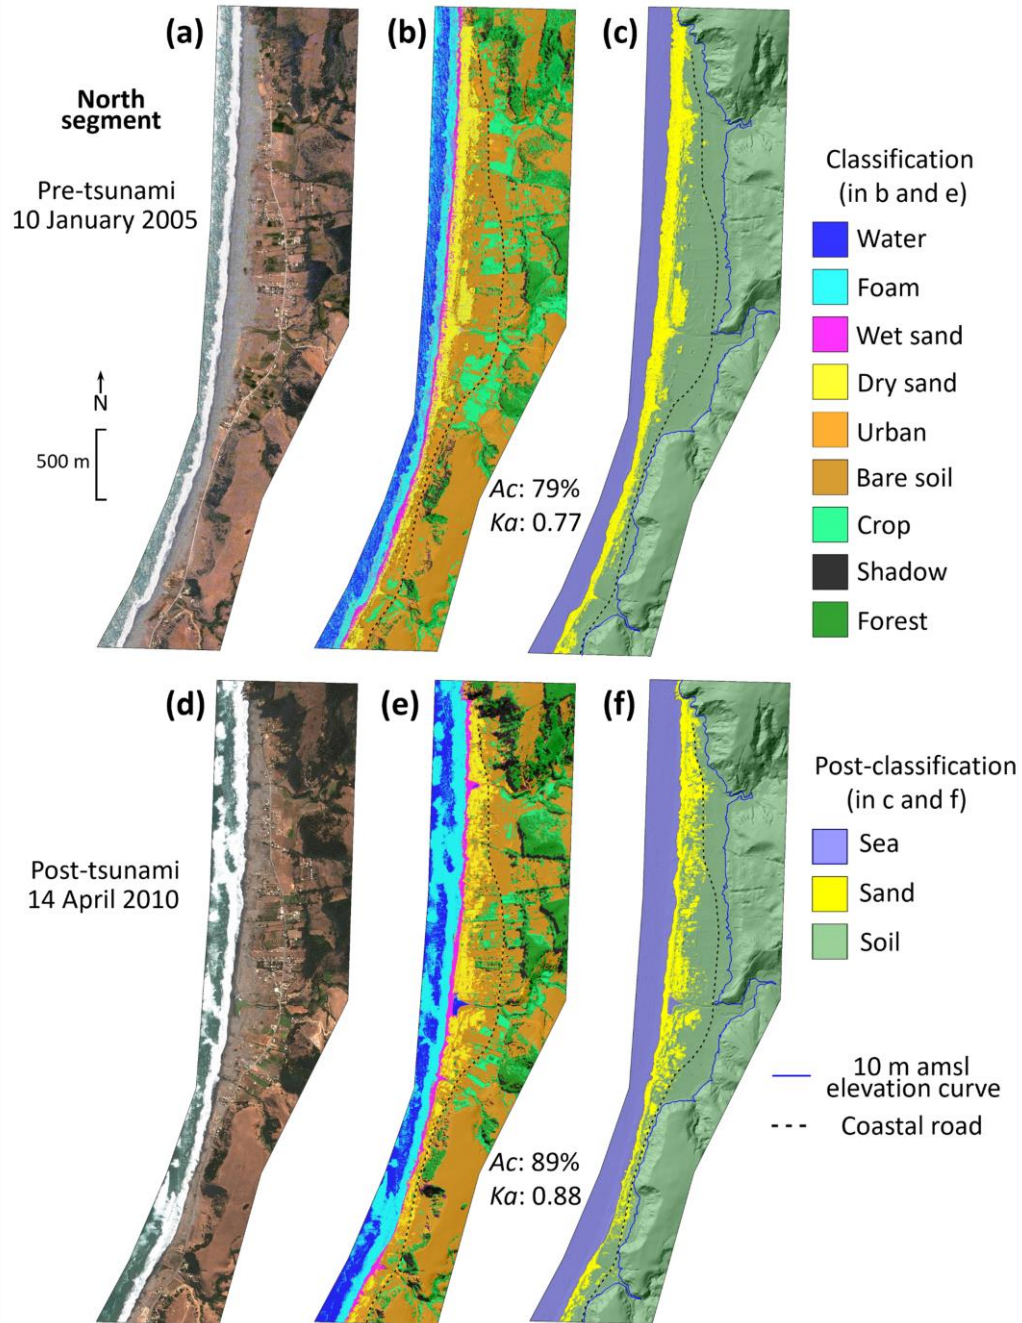 (a)
(b)
(c)
North
segment
Pre-tsunami
10 January 2005
N
500 m
Ac: 79%
Ka: 0.77
Classification
(in b and e)
Water
Foam
Wet sand
Dry sand
Urban
Bare soil
Crop
Shadow
Forest
(d)
(e)
(f)
Post-tsunami
14 April 2010
Ac: 89%
Ka: 0.88
Post-classification
(in c and f)
Sea
Sand
Soil
10 m amsl
elevation curve
Coastal road